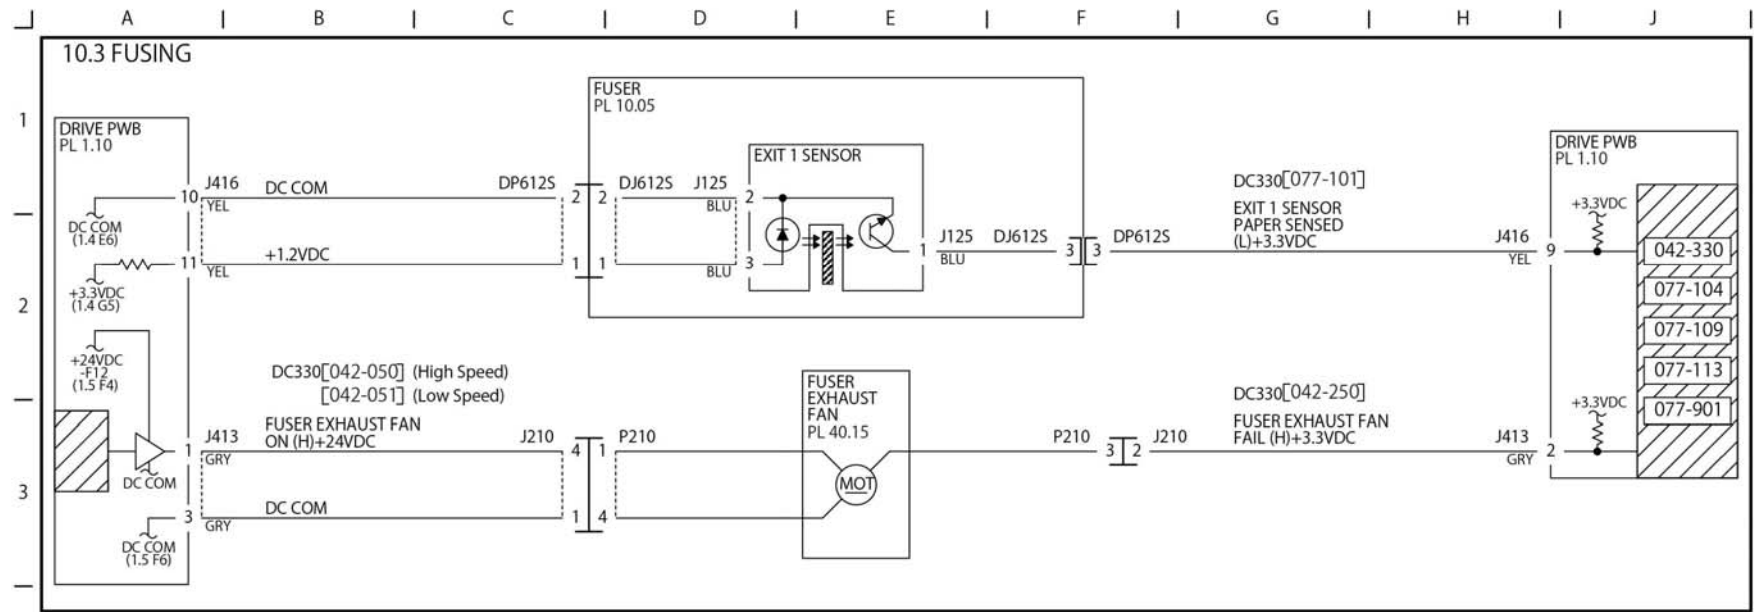 A B C D E F G H J
10.3 FUSING
1
2
3
DRIVE PWB
PL 1.10
DC COM
(1.4 E6)
+3.3VDC
(1.4 G5)
+24VDC
-F12
(1.5 F4)
DC COM
DC COM
(1.5 F6)
10 J416 DC COM DP612S 2
YEL
11 +1.2VDC 1
YEL
FUSER
PL 10.05
2 DJ612S J125 2
BLU
1 3
BLU
EXIT 1 SENSOR
1 J125 DJ612S 3
BLU
3 DP612S
DC330[077-101]
EXIT 1 SENSOR
PAPER SENSED
(L)+3.3VDC
J416 9
YEL
DRIVE PWB
PL 1.10
+3.3VDC
042-330
077-104
077-109
077-113
077-901
+3.3VDC
DC330[042-050] (High Speed)
[042-051] (Low Speed)
FUSER EXHAUST FAN
ON (H)+24VDC
1 J413 J210 4
GRY
3 DC COM 1
GRY
1 P210
4
FUSER
EXHAUST
FAN
PL 40.15
MOT
P210 3 2 J210
DC330[042-250]
FUSER EXHAUST FAN
FAIL (H)+3.3VDC
J413 2
GRY